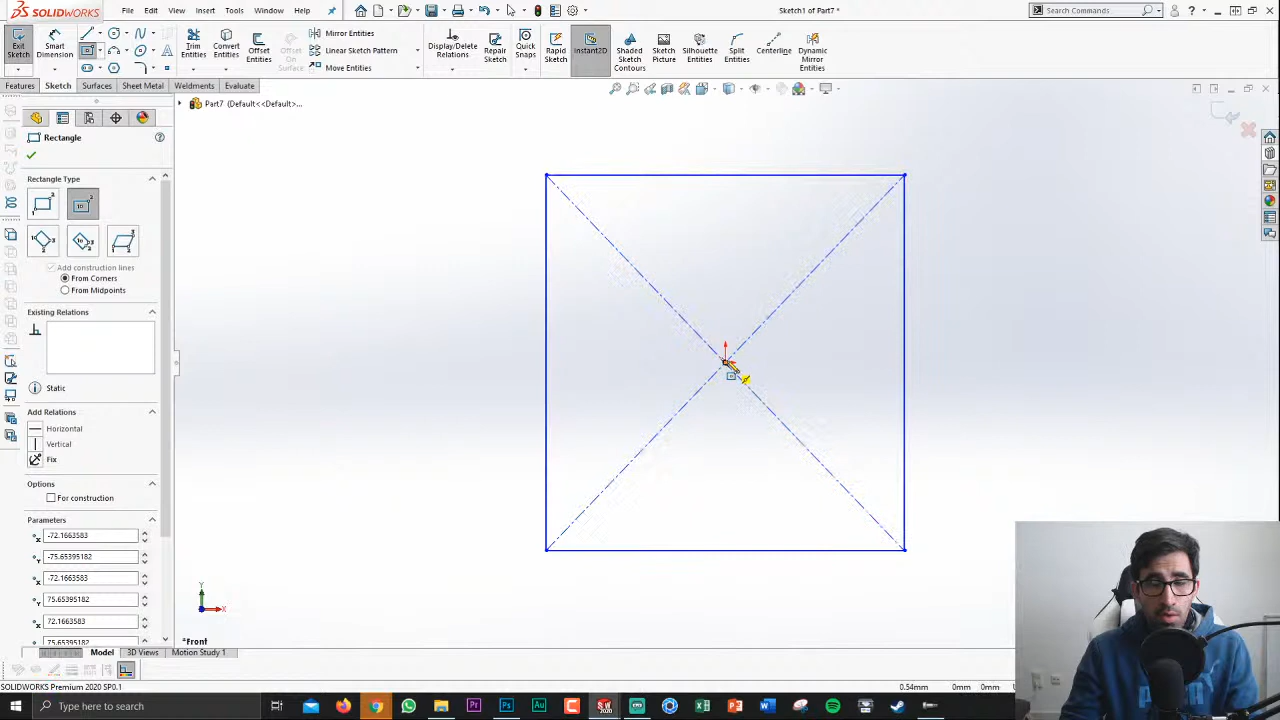 SOLIDWORKS
File Edit View Insert Tools Window Help
Sketch1 of Part7 *
Search Commands
Exit Sketch
Smart Dimension
Trim Entities
Convert Entities
Offset Entities
Offset On Surface
Mirror Entities
Linear Sketch Pattern
Move Entities
Display/Delete Relations
Repair Sketch
Quick Snaps
Rapid Sketch
Instant2D
Shaded Sketch Contours
Sketch Picture
Silhouette Entities
Split Entities
Centerline
Dynamic Mirror Entities
Features Sketch Surfaces Sheet Metal Weldments Evaluate
Part7 (Default<<Default>...
Rectangle
Rectangle Type
Add construction lines
From Corners
From Midpoints
Existing Relations
Static
Add Relations
Horizontal
Vertical
Fix
Options
For construction
Parameters
-72.1663583
-75.65395182
-72.1663583
75.65395182
72.1663583
75.65395182
Y
X
*Front
Model 3D Views Motion Study 1
SOLIDWORKS Premium 2020 SP0.1
0.54mm 0mm 0mm
Type here to search